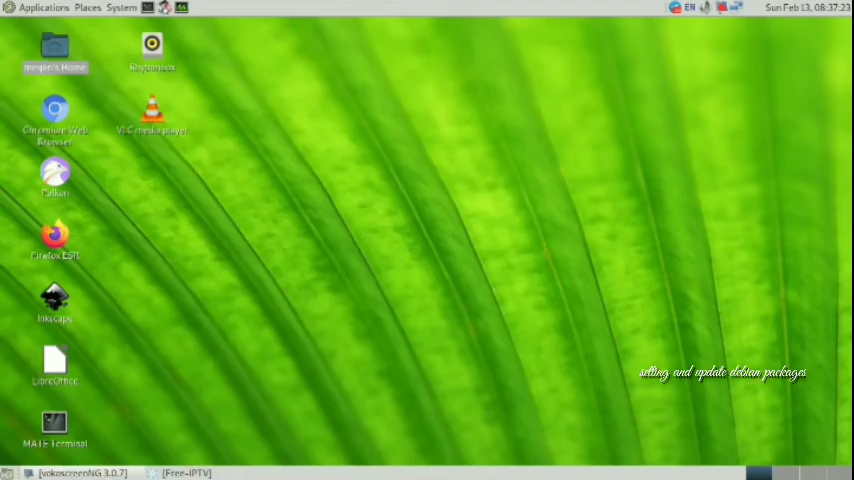 Applications Places System
EN
Sun Feb 13, 08:37:23
megan's Home
Rhythmbox
Chromium Web
Browser
VLC media player
Falkon
Firefox ESR
Inkscape
LibreOffice
setting and update debian packages
MATE Terminal
[vokoscreenNG 3.0.7]
[Free-IPTV]